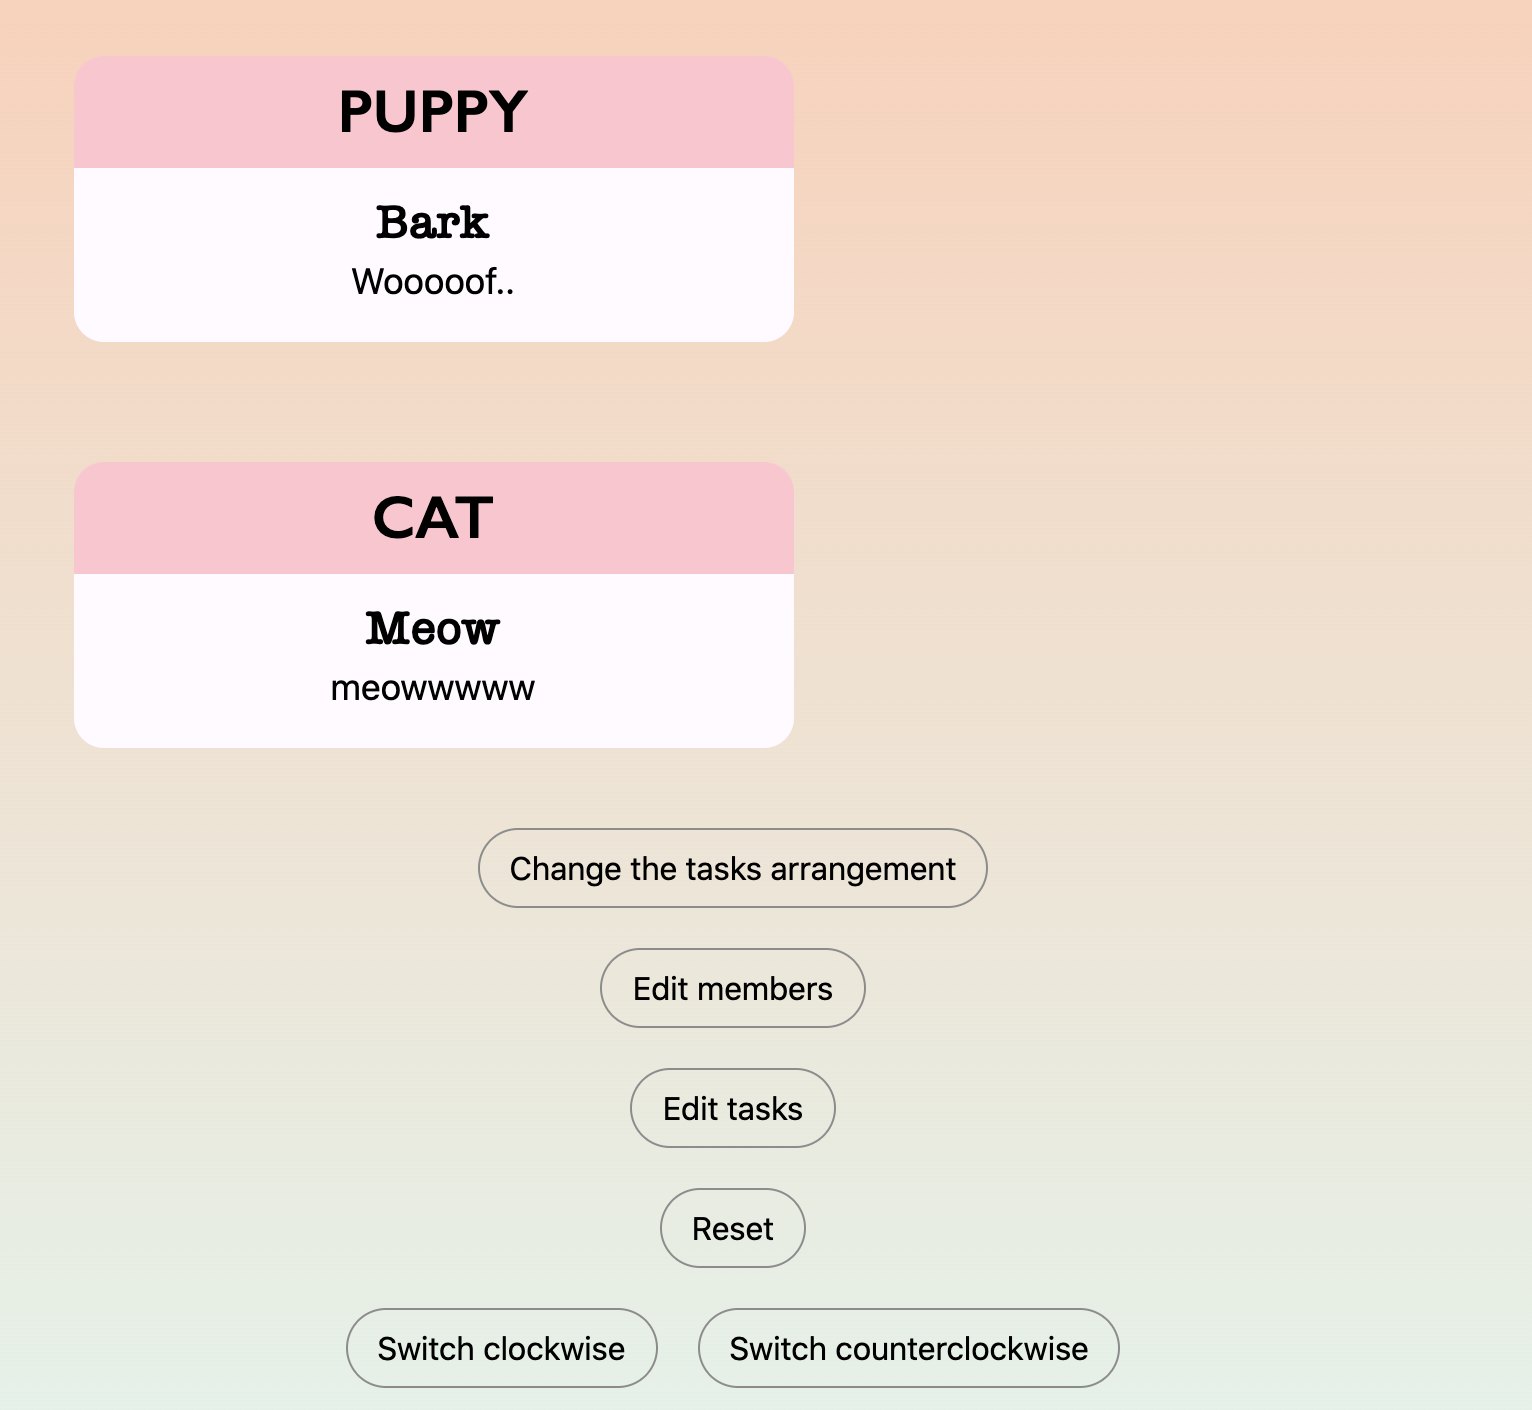 PUPPY
Bark
Wooooof..
CAT
Meow
meowwwww
Change the tasks arrangement
Edit members
Edit tasks
Reset
Switch clockwise
Switch counterclockwise